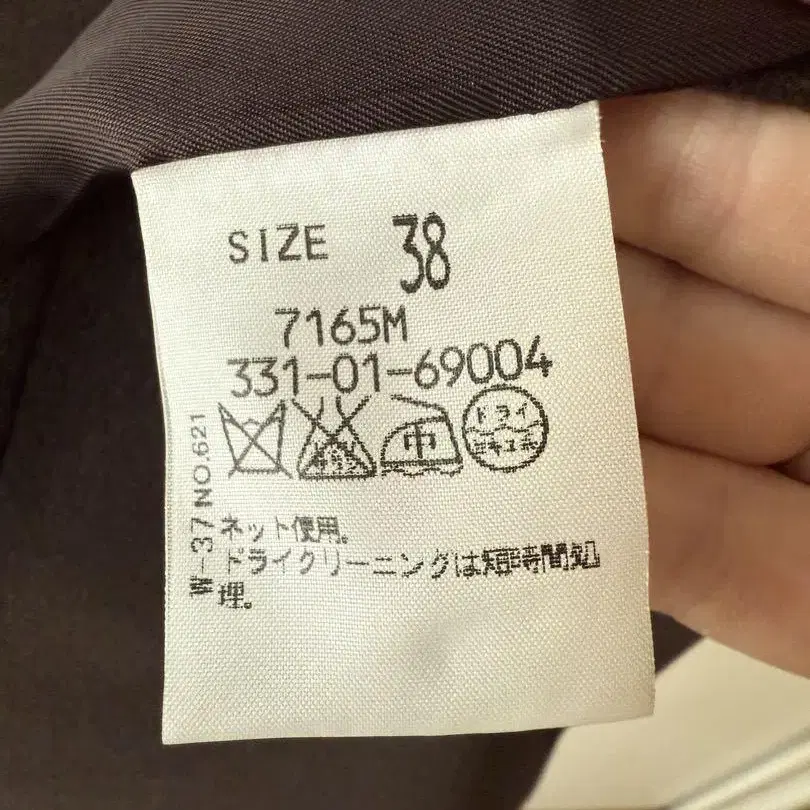 SIZE 38
7165M
331-01-69004
中 ドライ
セキユ系
W-37 NO.621
ネット使用。
ドライクリーニングは短時間処
理。